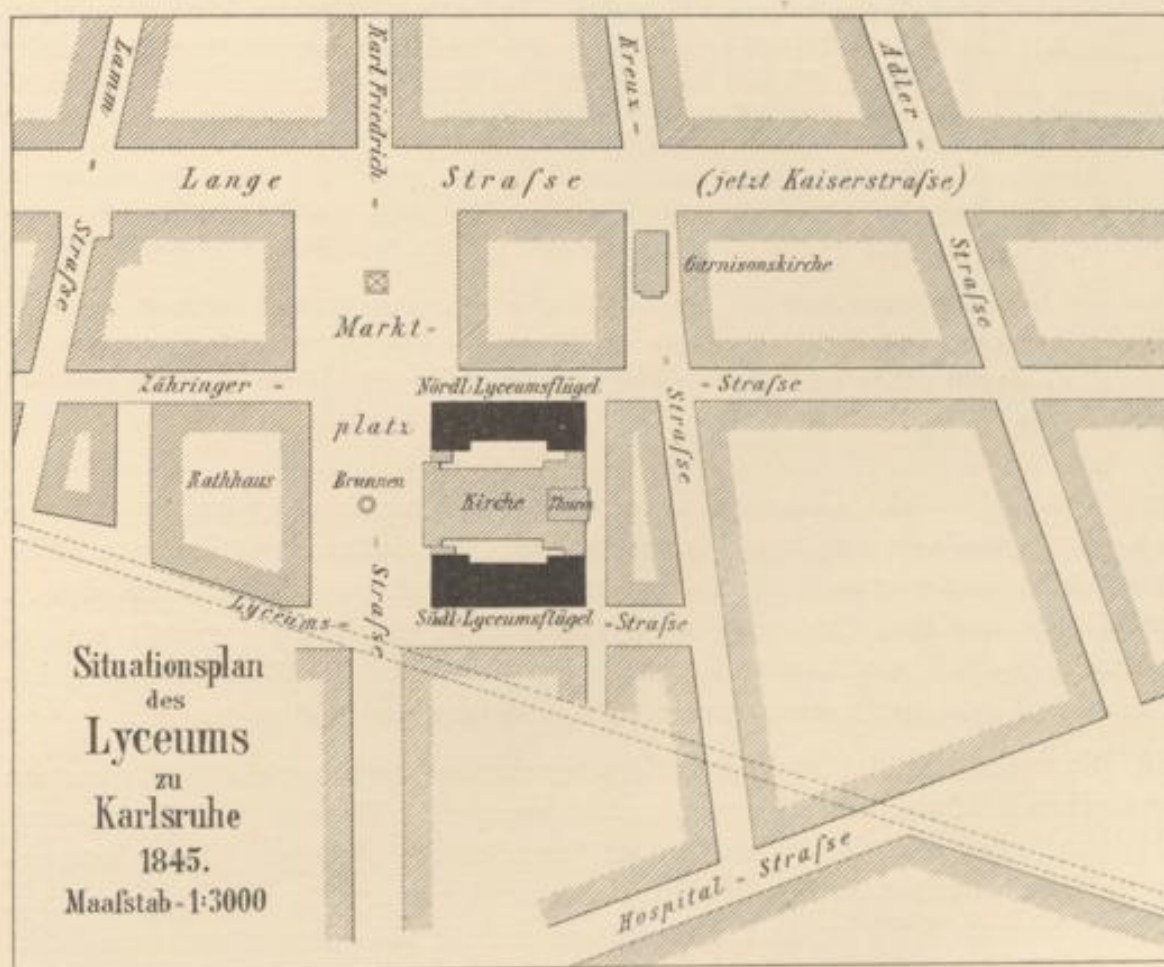 Lamm
-
Straſse
Karl Friedrich
-
Straſse
Kreuz -
Straſse
Adler -
Straſse
Lange Straſse (jetzt Kaiserstraſse)
Garnisonskirche
Markt-
platz
Zähringer - -Straſse
Nördl. Lyceumsflügel
Rathhaus
Brunnen
Kirche
Thurm
Südl. Lyceumsflügel
Lyceums- -Straſse
Hospital - Straſse
Situationsplan
des
Lyceums
zu
Karlsruhe
1845.
Maaſstab - 1:3000